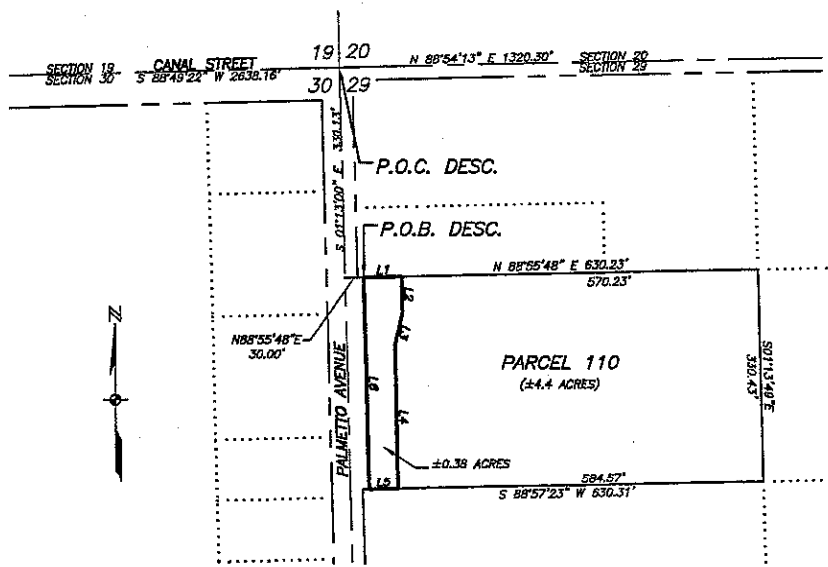 19 20
SECTION 19 CANAL STREET
SECTION 30 S 88°49'22" W 2638.16'
N 88°54'13" E 1320.30' SECTION 20
SECTION 29
30 29
S 01°13'00" E 330.13'
P.O.C. DESC.
P.O.B. DESC.
L1
N 88°55'48" E 630.23'
570.23'
L2
N88°55'48"E
30.00'
L3
N
PARCEL 110
(±4.4 ACRES)
S01°13'49"E
330.43'
L6
L4
PALMETTO AVENUE
±0.38 ACRES
L5
584.57'
S 88°57'23" W 630.31'